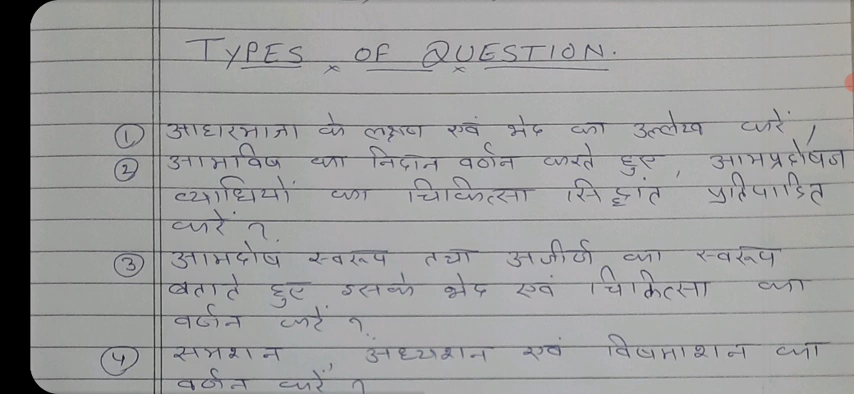 TYPES OF QUESTION.
① आहारमात्रा के लक्षण एवं भेद का उल्लेख करें /
② आमविष का निदान वर्णन करते हुए, आमप्रदोषज
व्याधियों का चिकित्सा सिद्धांत प्रतिपादित
करें ?
③ आमदोष स्वरूप तथा अजीर्ण का स्वरूप
बताते हुए इसके भेद एवं चिकित्सा का
वर्णन करें ?
④ समशन, अध्यशन एवं विषमाशन का
वर्णन करें ?